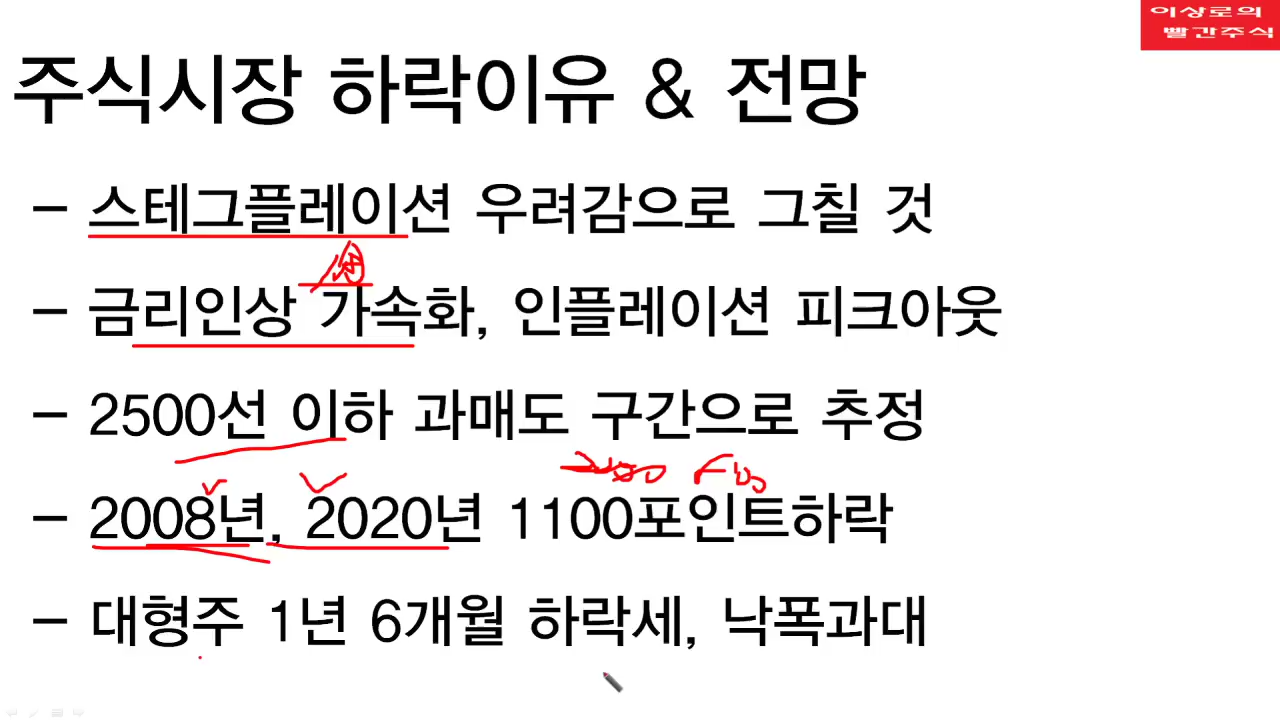 이상로의
빨간주식
주식시장 하락이유 & 전망
– 스테그플레이션 우려감으로 그칠 것
– 금리인상 가속화, 인플레이션 피크아웃
– 2500선 이하 과매도 구간으로 추정
– 2008년, 2020년 1100포인트하락
– 대형주 1년 6개월 하락세, 낙폭과대